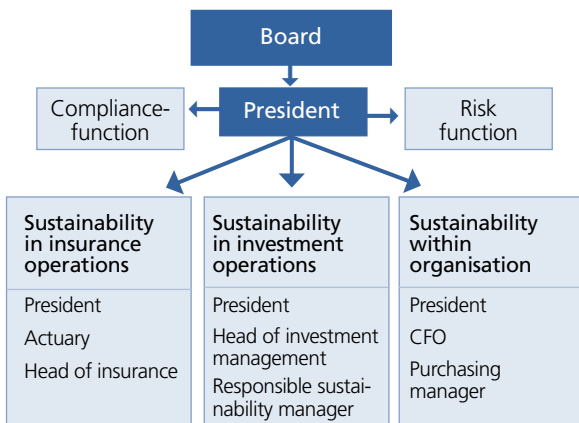 Board
Compliance-
function
President
Risk
function
Sustainability
in insurance
operations
President
Actuary
Head of insurance
Sustainability
in investment
operations
President
Head of investment
management
Responsible sustai-
nability manager
Sustainability
within
organisation
President
CFO
Purchasing
manager